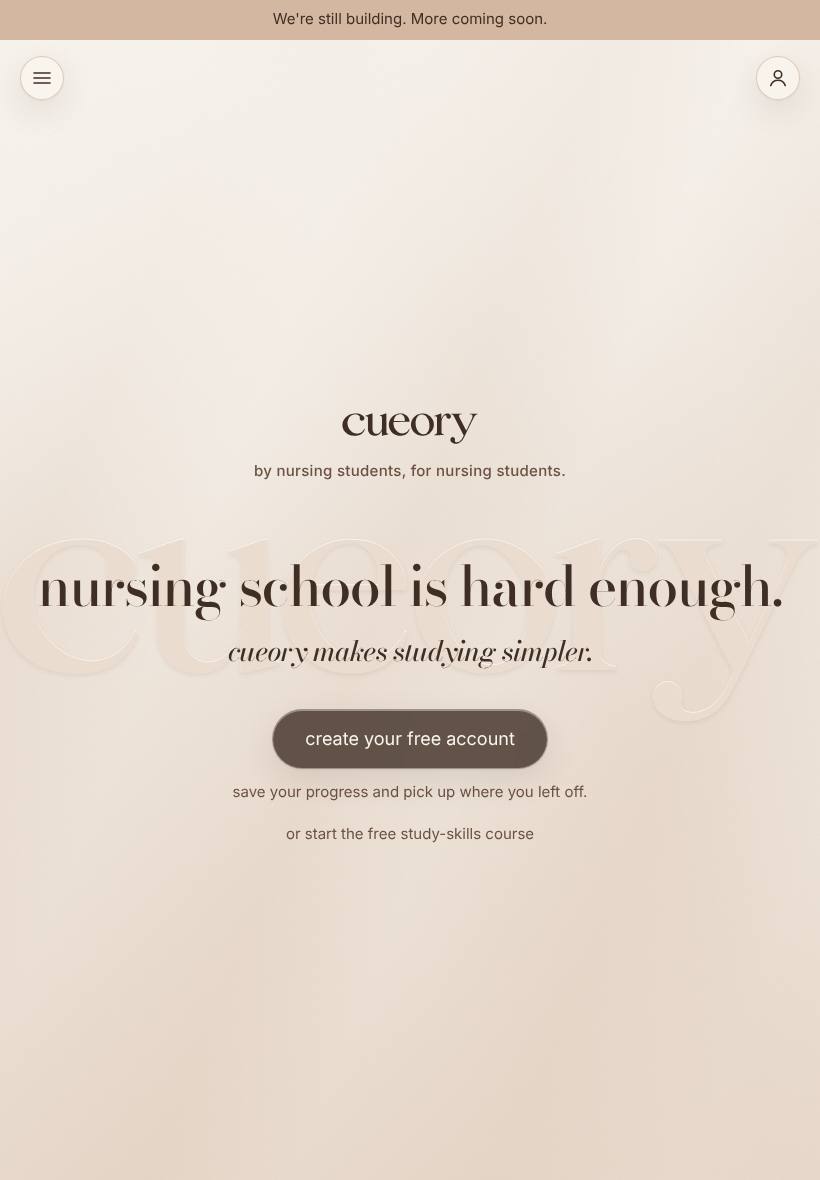 We're still building. More coming soon.
cueory
by nursing students, for nursing students.
cueory
nursing school is hard enough.
cueory makes studying simpler.
create your free account
save your progress and pick up where you left off.
or start the free study-skills course